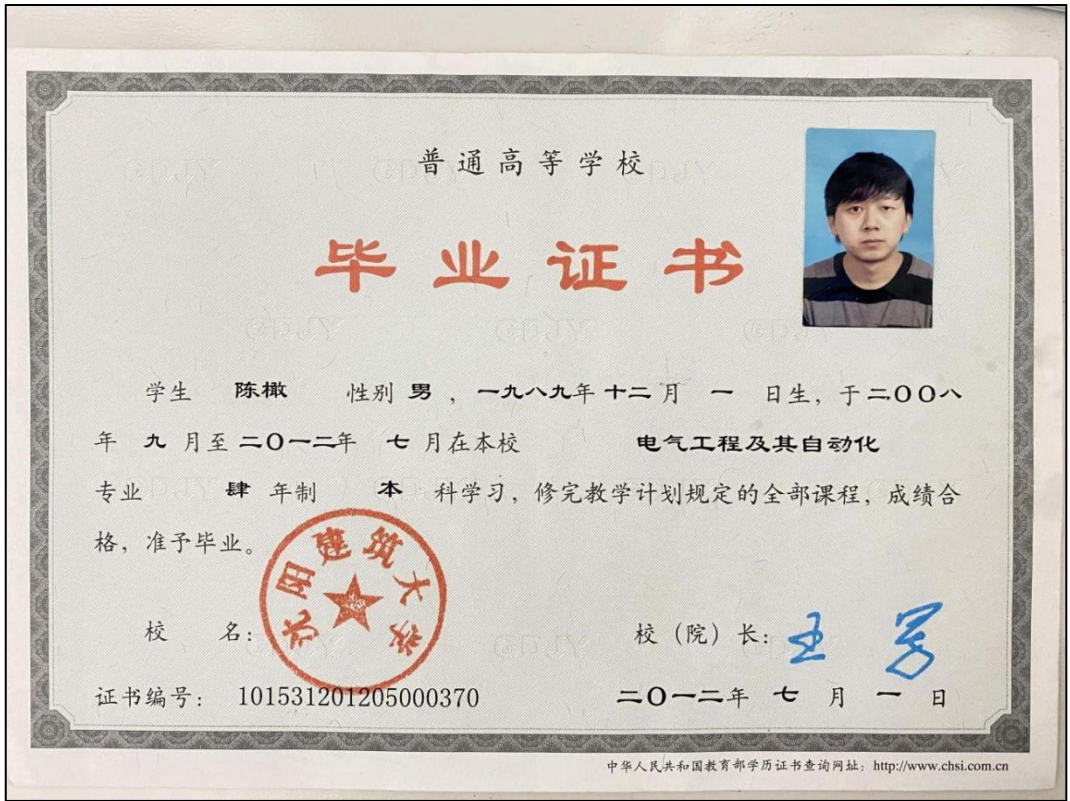 普通高等学校
毕业证书
学生 陈橄 性别 男 ，一九八九年 十二 月 一 日生，于二〇〇八
年 九 月至 二〇一二年 七 月在本校 电气工程及其自动化
专业 肆 年制 本 科学习，修完教学计划规定的全部课程，成绩合
格，准予毕业。
沈阳建筑大学
校 名： 校（院）长：
证书编号： 101531201205000370 二〇一二年 七 月 一 日
中华人民共和国教育部学历证书查询网址：http://www.chsi.com.cn